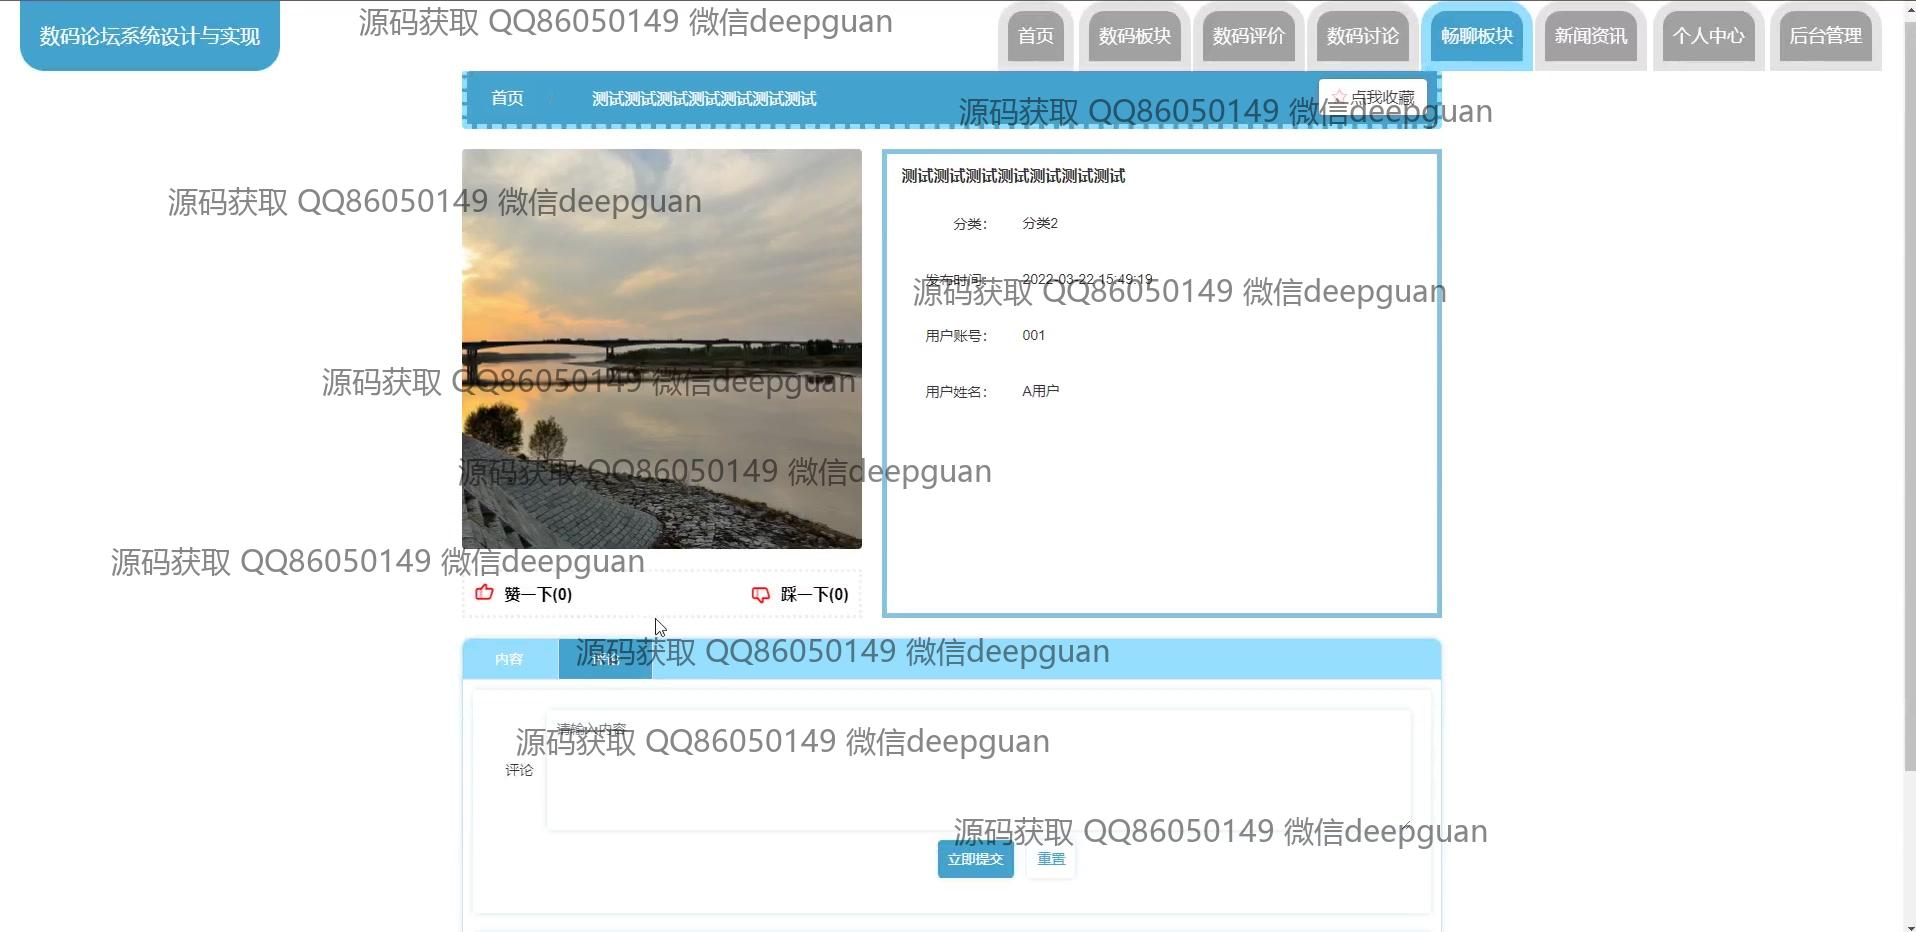 数码论坛系统设计与实现
源码获取 QQ86050149 微信deepguan
首页 数码板块 数码评价 数码讨论 畅聊板块 新闻资讯 个人中心 后台管理
首页 / 测试测试测试测试测试测试测试
☆点我收藏
源码获取 QQ86050149 微信deepguan
测试测试测试测试测试测试测试
源码获取 QQ86050149 微信deepguan
分类： 分类2
发布时间： 2022-03-22 15:49:19
源码获取 QQ86050149 微信deepguan
用户账号： 001
源码获取 QQ86050149 微信deepguan
用户姓名： A用户
源码获取 QQ86050149 微信deepguan
源码获取 QQ86050149 微信deepguan
赞一下(0) 踩一下(0)
内容 评论
源码获取 QQ86050149 微信deepguan
请输入内容
源码获取 QQ86050149 微信deepguan
评论
源码获取 QQ86050149 微信deepguan
立即提交 重置